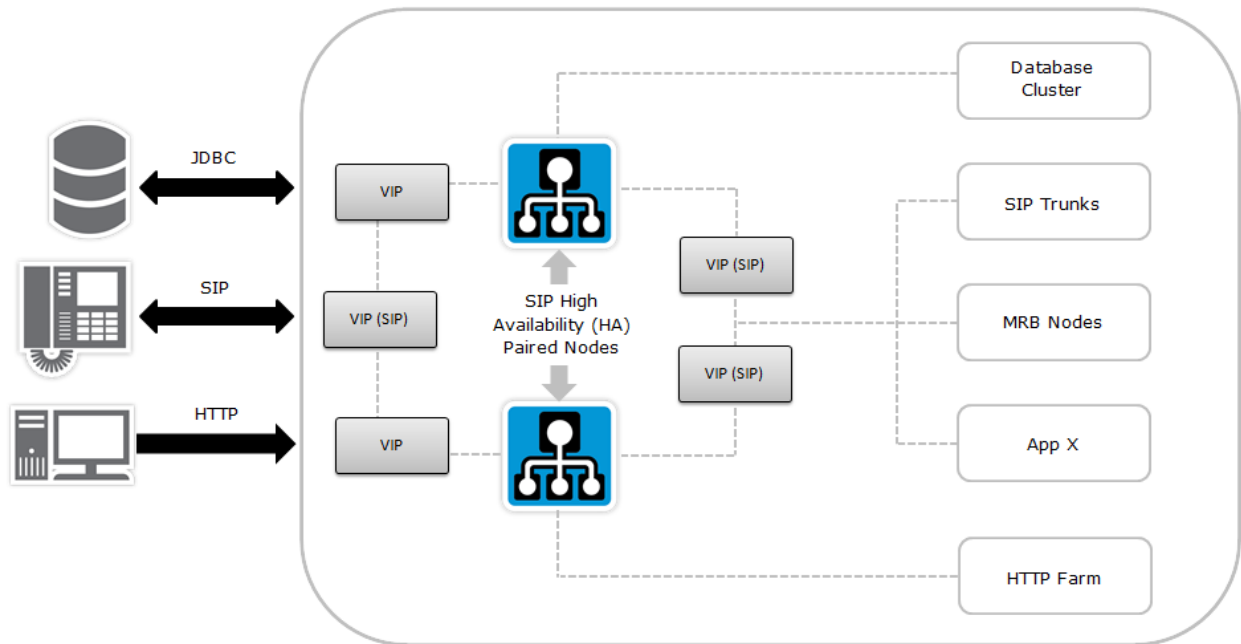 Database
Cluster
JDBC
VIP
SIP Trunks
VIP (SIP)
SIP
VIP (SIP)
SIP High
Availability (HA)
Paired Nodes
MRB Nodes
VIP (SIP)
HTTP
VIP
App X
HTTP Farm